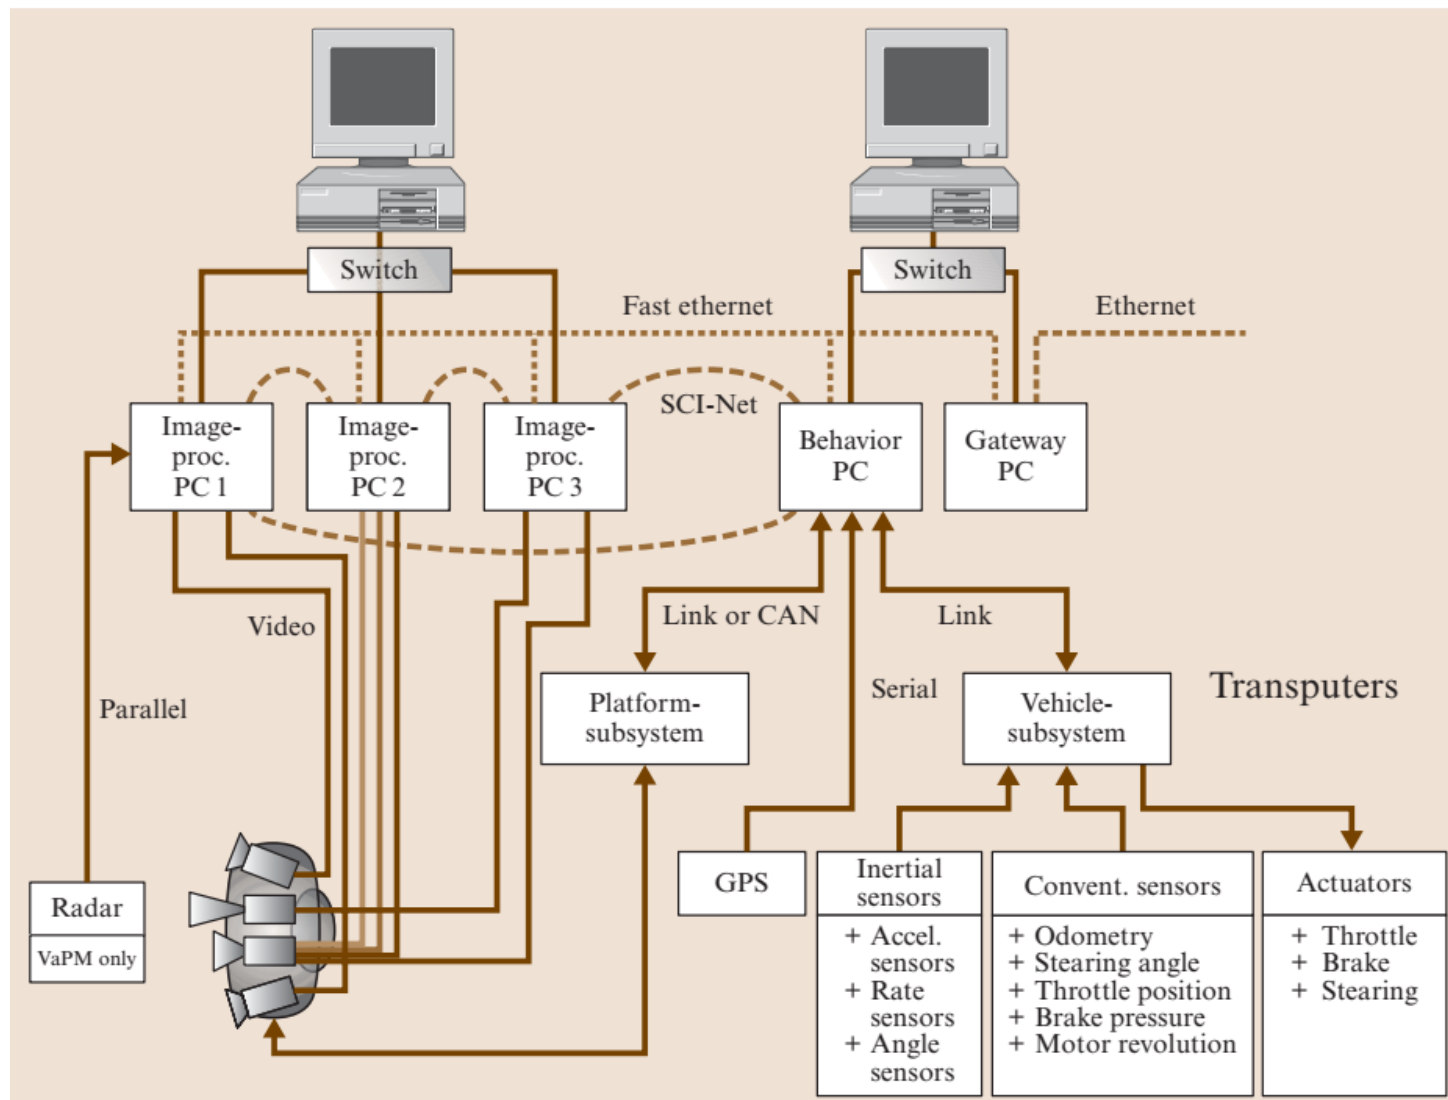 Switch
Switch
Fast ethernet
Ethernet
SCI-Net
Image-
proc.
PC 1
Image-
proc.
PC 2
Image-
proc.
PC 3
Behavior
PC
Gateway
PC
Video
Link or CAN
Link
Parallel
Platform-
subsystem
Serial
Vehicle-
subsystem
Transputers
Radar
VaPM only
GPS
Inertial
sensors
+ Accel.
sensors
+ Rate
sensors
+ Angle
sensors
Convent. sensors
+ Odometry
+ Stearing angle
+ Throttle position
+ Brake pressure
+ Motor revolution
Actuators
+ Throttle
+ Brake
+ Stearing